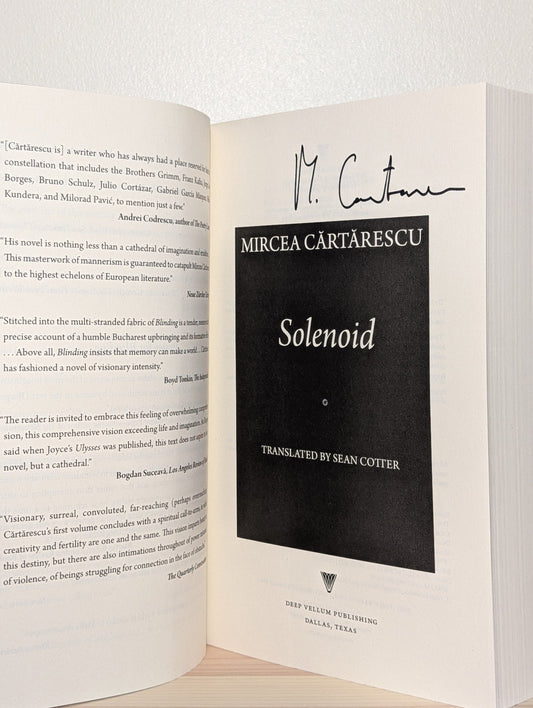 "[Cărtărescu is] a writer who has always had a place reserved for him in
constellation that includes the Brothers Grimm, Franz Kafka, Jorge
Borges, Bruno Schulz, Julio Cortázar, Gabriel García Márquez,
Kundera, and Milorad Pavić, to mention just a few."
Andrei Codrescu, author of The
"His novel is nothing less than a cathedral of imagination and
This masterwork of mannerism is guaranteed to catapult Mircea
to the highest echelons of European literature."
Neue Zürcher
"Stitched into the multi-stranded fabric of Blinding is a tender,
precise account of a humble Bucharest upbringing and its
... Above all, Blinding insists that memory can make a world...
has fashioned a novel of visionary intensity."
Boyd Tonkin, The
"The reader is invited to embrace this feeling of overwhelming
sion, this comprehensive vision exceeding life and imagination.
said when Joyce's Ulysses was published, this text does not
novel, but a cathedral."
Bogdan Suceavă, Los Angeles Review of
"Visionary, surreal, convoluted, far-reaching (perhaps
Cărtărescu's first volume concludes with a spiritual call-to-arms
creativity and fertility are one and the same. This vision imparts
this destiny, but there are also intimations throughout of
of violence, of beings struggling for connection in the face of
The Quarterly
M. Cartare
MIRCEA CĂRTĂRESCU
Solenoid
TRANSLATED BY SEAN COTTER
DEEP VELLUM PUBLISHING
DALLAS, TEXAS